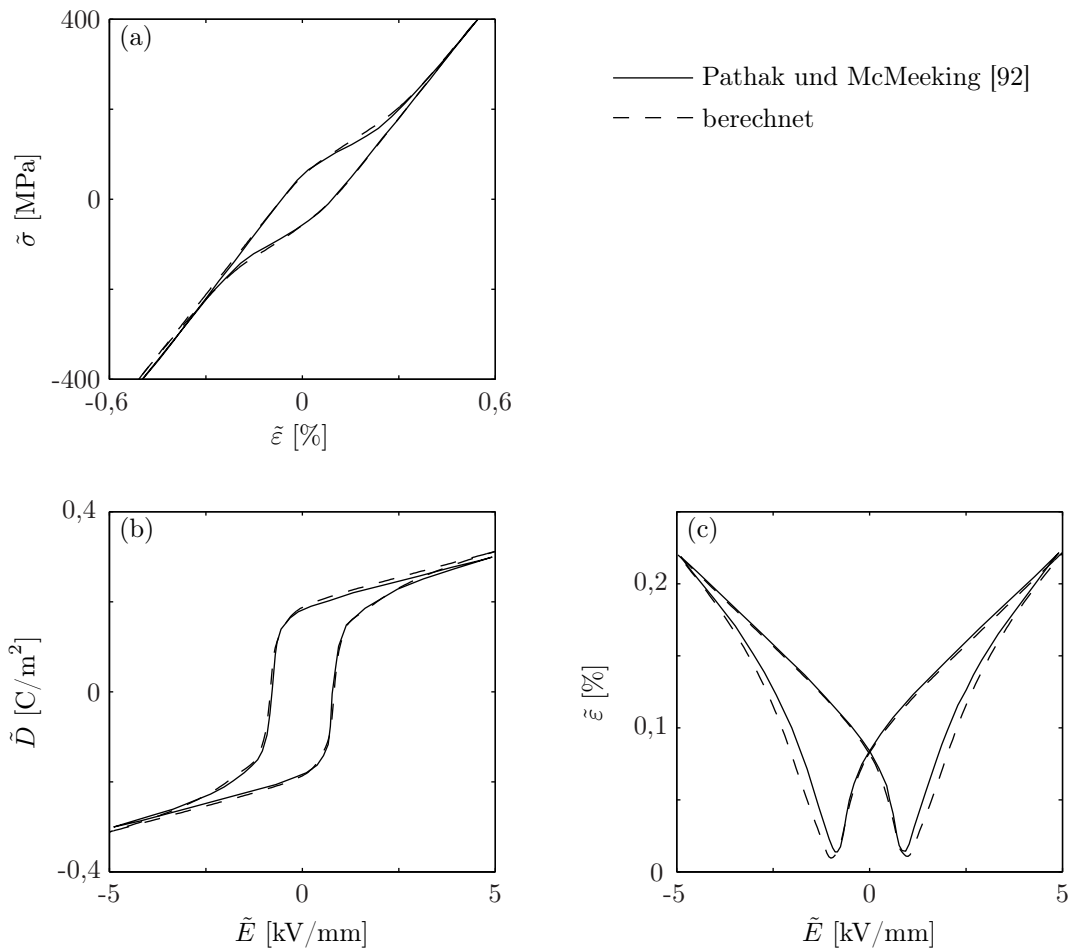 400
(a)
Pathak und McMeeking [92]
berechnet
σ̃ [MPa]
0
-400
-0,6
0
0,6
ε̃ [%]
0,4
(b)
D̃ [C/m²]
0
-0,4
-5
0
5
Ẽ [kV/mm]
(c)
0,2
ε̃ [%]
0,1
0
-5
0
5
Ẽ [kV/mm]